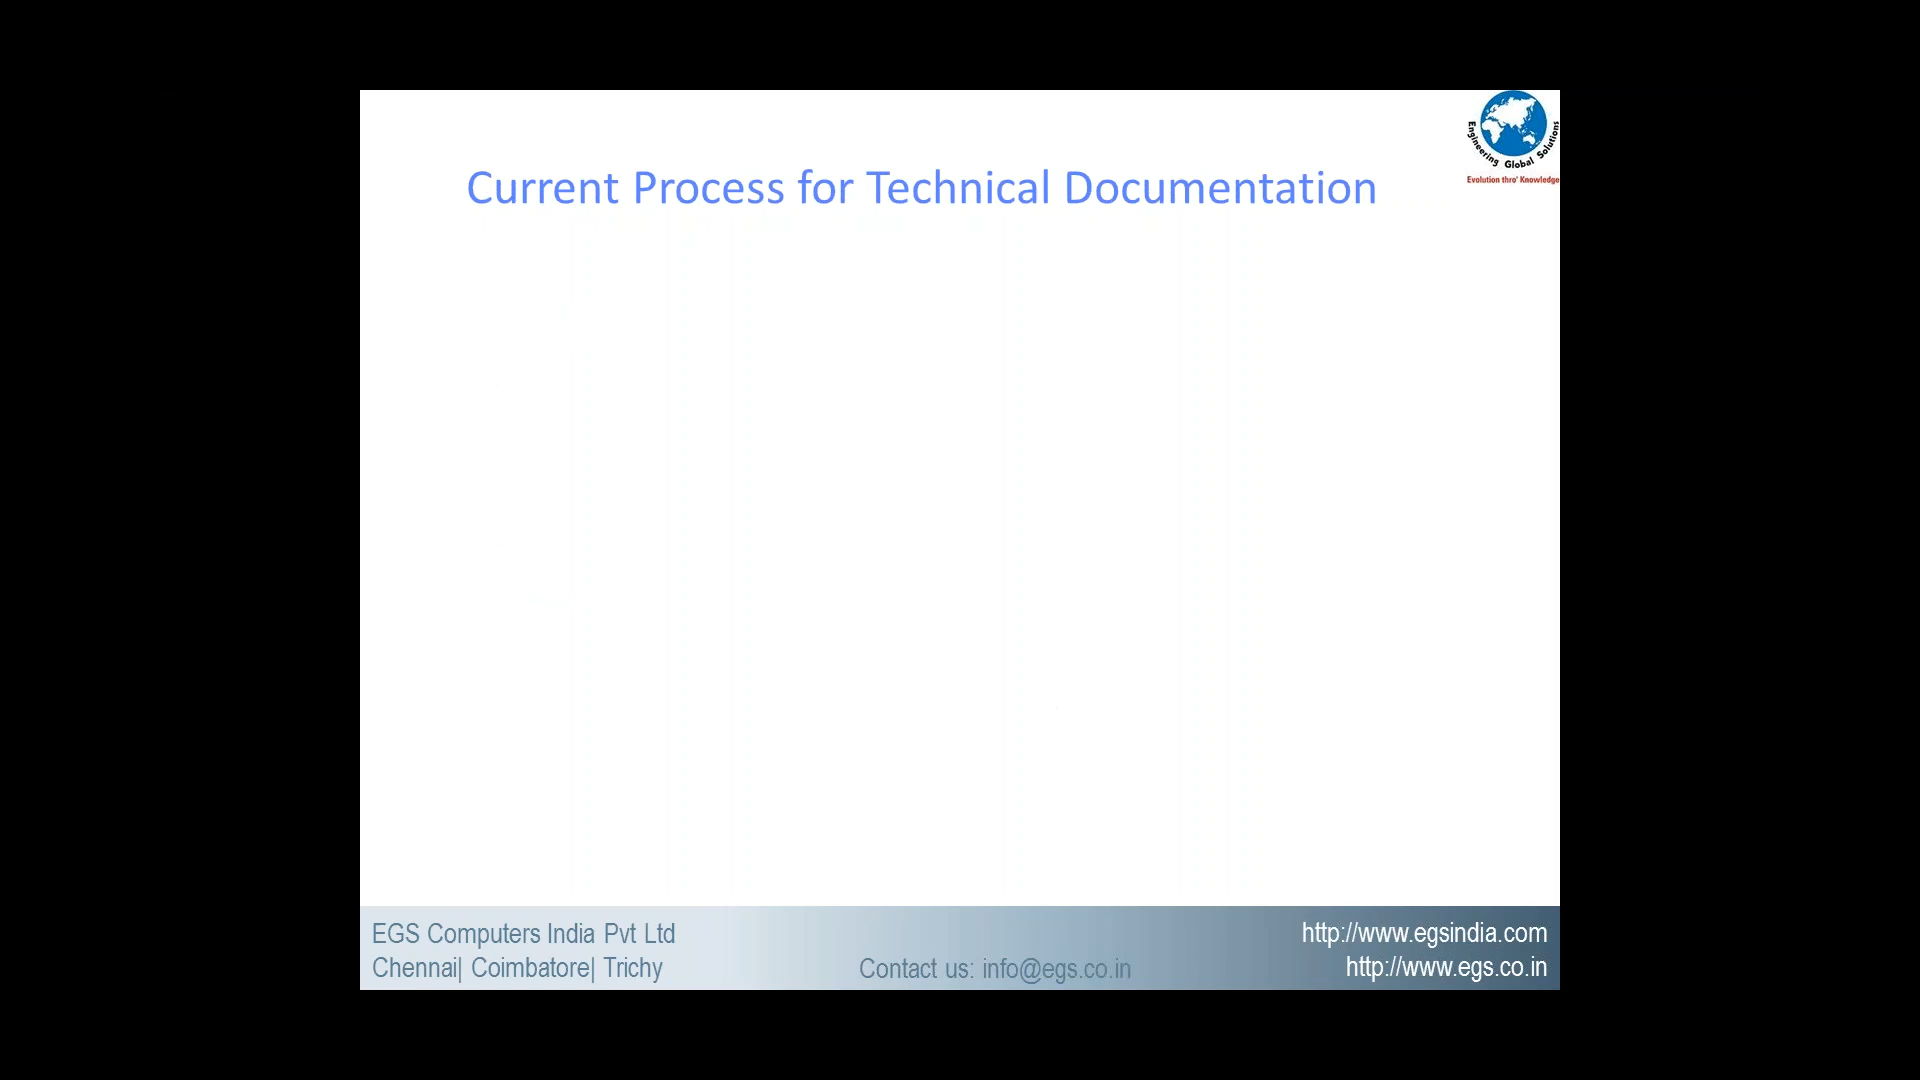 Engineering Global Solutions
Evolution thro' Knowledge
Current Process for Technical Documentation
EGS Computers India Pvt Ltd
Chennai| Coimbatore| Trichy
Contact us: info@egs.co.in
http://www.egsindia.com
http://www.egs.co.in